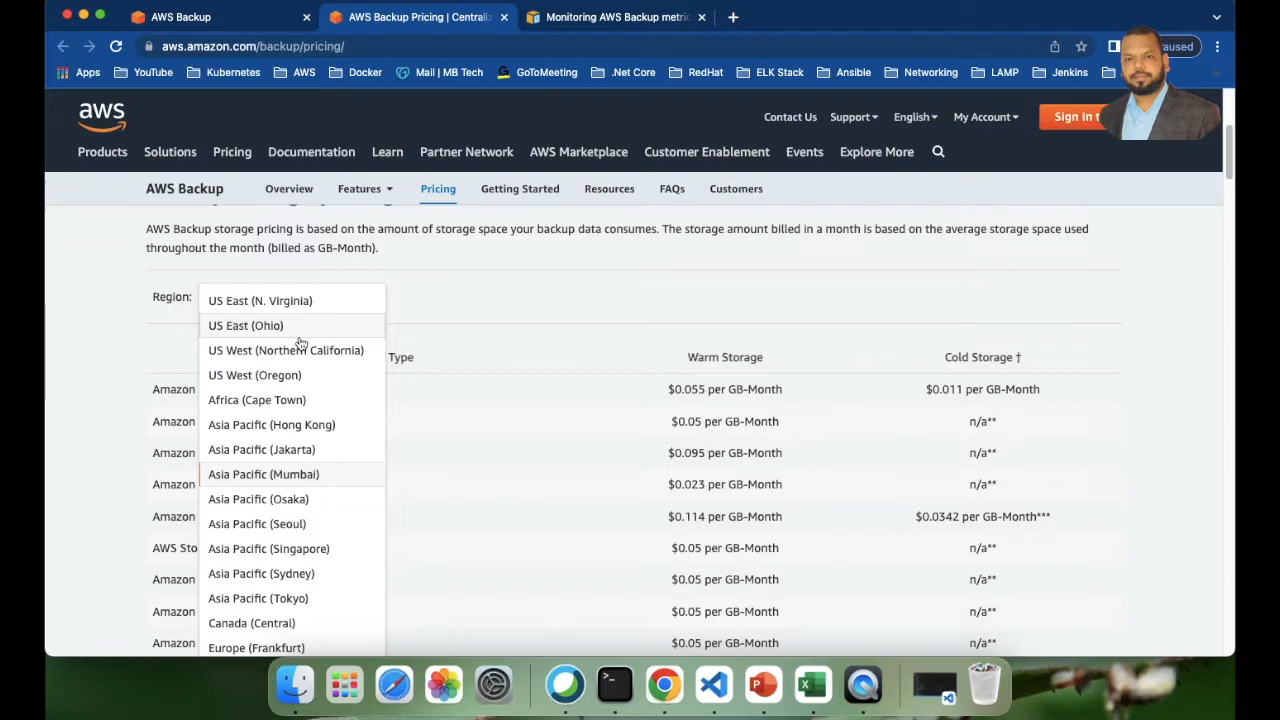 AWS Backup
AWS Backup Pricing | Centraliz
Monitoring AWS Backup metric
aws.amazon.com/backup/pricing/
Paused
Apps
YouTube
Kubernetes
AWS
Docker
Mail | MB Tech
GoToMeeting
.Net Core
RedHat
ELK Stack
Ansible
Networking
LAMP
Jenkins
aws
Contact Us
Support
English
My Account
Sign In t
Products
Solutions
Pricing
Documentation
Learn
Partner Network
AWS Marketplace
Customer Enablement
Events
Explore More
AWS Backup
Overview
Features
Pricing
Getting Started
Resources
FAQs
Customers
AWS Backup storage pricing is based on the amount of storage space your backup data consumes. The storage amount billed in a month is based on the average storage space used
throughout the month (billed as GB-Month).
Region:
US East (N. Virginia)
US East (Ohio)
US West (Northern California)
US West (Oregon)
Africa (Cape Town)
Asia Pacific (Hong Kong)
Asia Pacific (Jakarta)
Asia Pacific (Mumbai)
Asia Pacific (Osaka)
Asia Pacific (Seoul)
Asia Pacific (Singapore)
Asia Pacific (Sydney)
Asia Pacific (Tokyo)
Canada (Central)
Europe (Frankfurt)
Type Warm Storage Cold Storage †
Amazon $0.055 per GB-Month $0.011 per GB-Month
Amazon $0.05 per GB-Month n/a**
Amazon $0.095 per GB-Month n/a**
Amazon $0.023 per GB-Month n/a**
Amazon $0.114 per GB-Month $0.0342 per GB-Month***
AWS Sto $0.05 per GB-Month n/a**
Amazon $0.05 per GB-Month n/a**
Amazon $0.05 per GB-Month n/a**
Amazon $0.05 per GB-Month n/a**